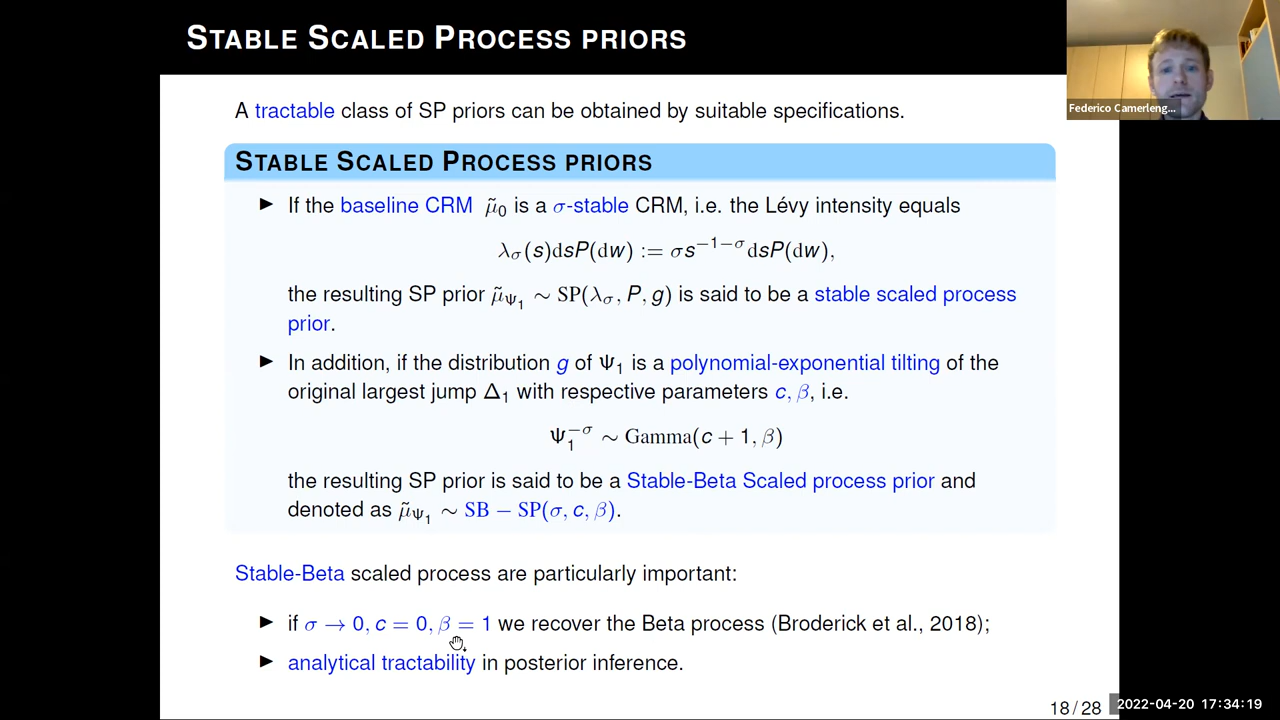 STABLE SCALED PROCESS PRIORS
Federico Camerleng...
A tractable class of SP priors can be obtained by suitable specifications.
STABLE SCALED PROCESS PRIORS
► If the baseline CRM μ̃₀ is a σ-stable CRM, i.e. the Lévy intensity equals
λ_σ(s)dsP(dw) := σs^{−1−σ}dsP(dw),
the resulting SP prior μ̃_{Ψ₁} ∼ SP(λ_σ, P, g) is said to be a stable scaled process
prior.
► In addition, if the distribution g of Ψ₁ is a polynomial-exponential tilting of the
original largest jump Δ₁ with respective parameters c, β, i.e.
Ψ₁^{−σ} ∼ Gamma(c + 1, β)
the resulting SP prior is said to be a Stable-Beta Scaled process prior and
denoted as μ̃_{Ψ₁} ∼ SB − SP(σ, c, β).
Stable-Beta scaled process are particularly important:
► if σ → 0, c = 0, β = 1 we recover the Beta process (Broderick et al., 2018);
► analytical tractability in posterior inference.
18 / 28
2022-04-20 17:34:19